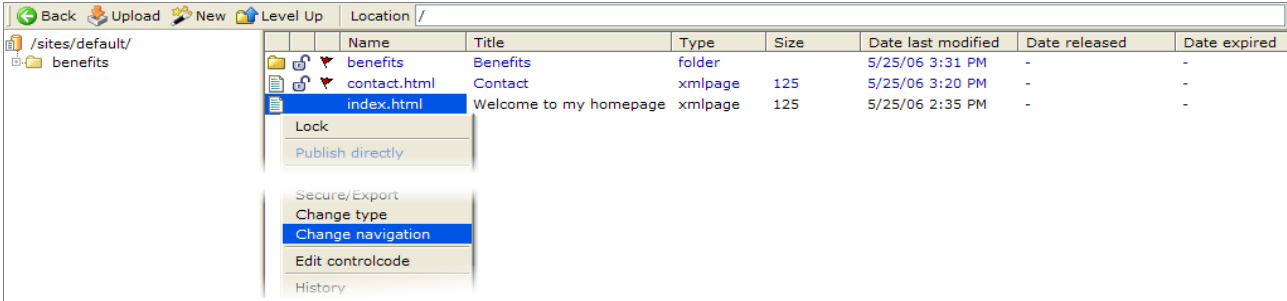 Back Upload New Level Up Location /
/sites/default/
benefits
Name Title Type Size Date last modified Date released Date expired
benefits Benefits folder 5/25/06 3:31 PM - -
contact.html Contact xmlpage 125 5/25/06 3:20 PM - -
index.html Welcome to my homepage xmlpage 125 5/25/06 2:35 PM - -
Lock
Publish directly
Secure/Export
Change type
Change navigation
Edit controlcode
History